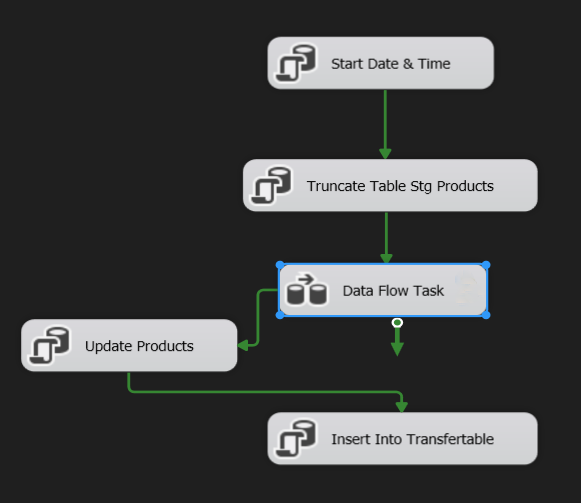 Start Date & Time
Truncate Table Stg Products
Data Flow Task
Update Products
Insert Into Transfertable